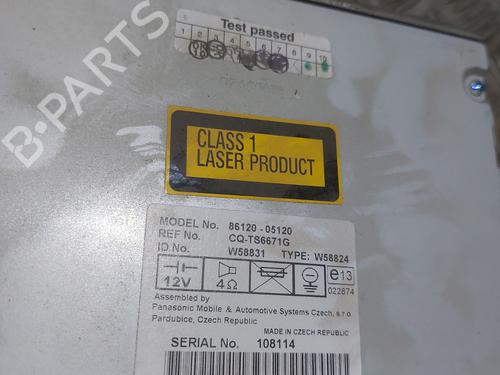 Test passed
1 2 3 4 5 6 7 8 9 10
B-PARTS
CLASS 1
LASER PRODUCT
MODEL No. 86120 - 05120
REF No. CQ-TS6671G
ID No. W58831 TYPE: W58824
12V 4Ω e13
022874
Assembled by
Panasonic Mobile & Automotive Systems Czech, s.r.o.
Pardubice, Czech Republic
MADE IN CZECH REPUBLIC
SERIAL No. 108114